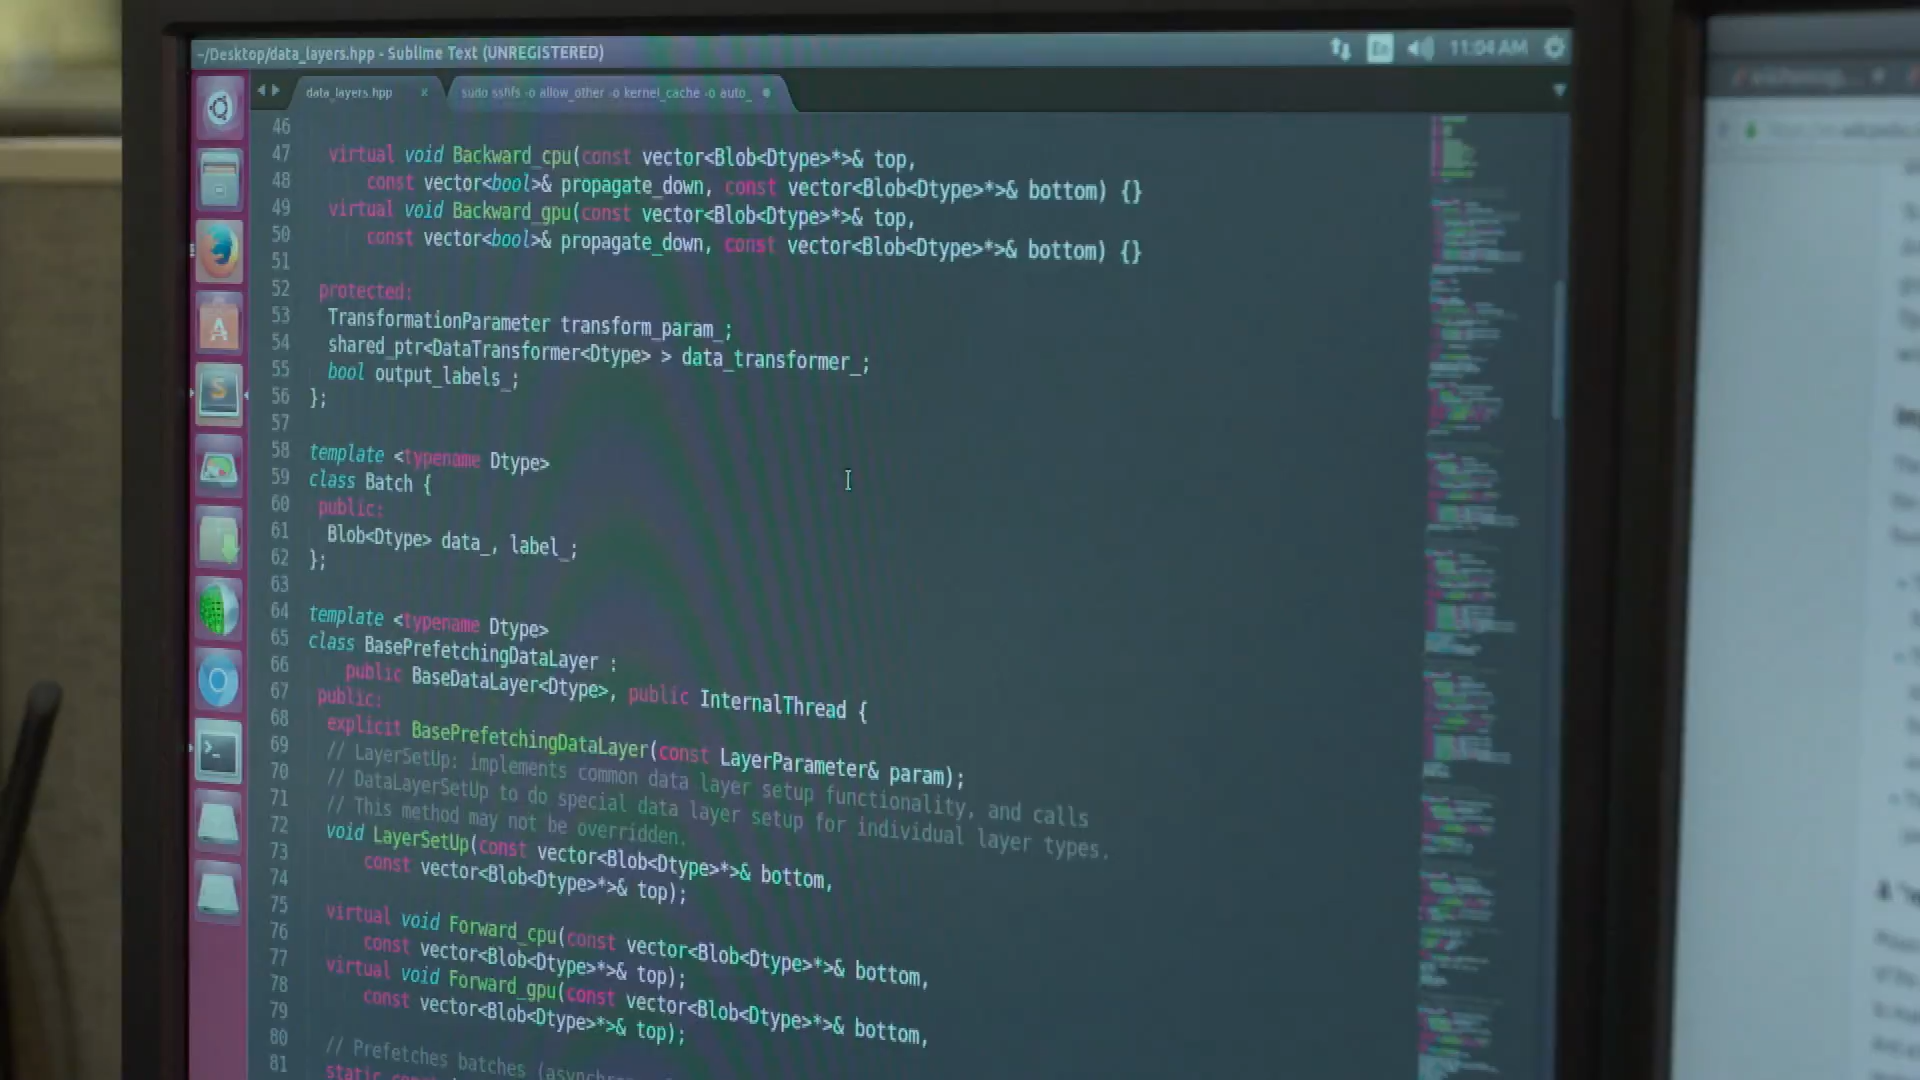 ~/Desktop/data_layers.hpp - Sublime Text (UNREGISTERED)
En
11:04 AM
data_layers.hpp x
sudo sshfs -o allow_other -o kernel_cache -o auto_
46
47 virtual void Backward_cpu(const vector<Blob<Dtype>*>& top,
48 const vector<bool>& propagate_down, const vector<Blob<Dtype>*>& bottom) {}
49 virtual void Backward_gpu(const vector<Blob<Dtype>*>& top,
50 const vector<bool>& propagate_down, const vector<Blob<Dtype>*>& bottom) {}
51
52 protected:
53 TransformationParameter transform_param_;
54 shared_ptr<DataTransformer<Dtype> > data_transformer_;
55 bool output_labels_;
56 };
57
58 template <typename Dtype>
59 class Batch {
60 public:
61 Blob<Dtype> data_, label_;
62 };
63
64 template <typename Dtype>
65 class BasePrefetchingDataLayer :
66 public BaseDataLayer<Dtype>, public InternalThread {
67 public:
68 explicit BasePrefetchingDataLayer(const LayerParameter& param);
69 // LayerSetUp: implements common data layer setup functionality, and calls
70 // DataLayerSetUp to do special data layer setup for individual layer types.
71 // This method may not be overridden.
72 void LayerSetUp(const vector<Blob<Dtype>*>& bottom,
73 const vector<Blob<Dtype>*>& top);
74
75 virtual void Forward_cpu(const vector<Blob<Dtype>*>& bottom,
76 const vector<Blob<Dtype>*>& top);
77 virtual void Forward_gpu(const vector<Blob<Dtype>*>& bottom,
78 const vector<Blob<Dtype>*>& top);
79
80 // Prefetches batches
81 static